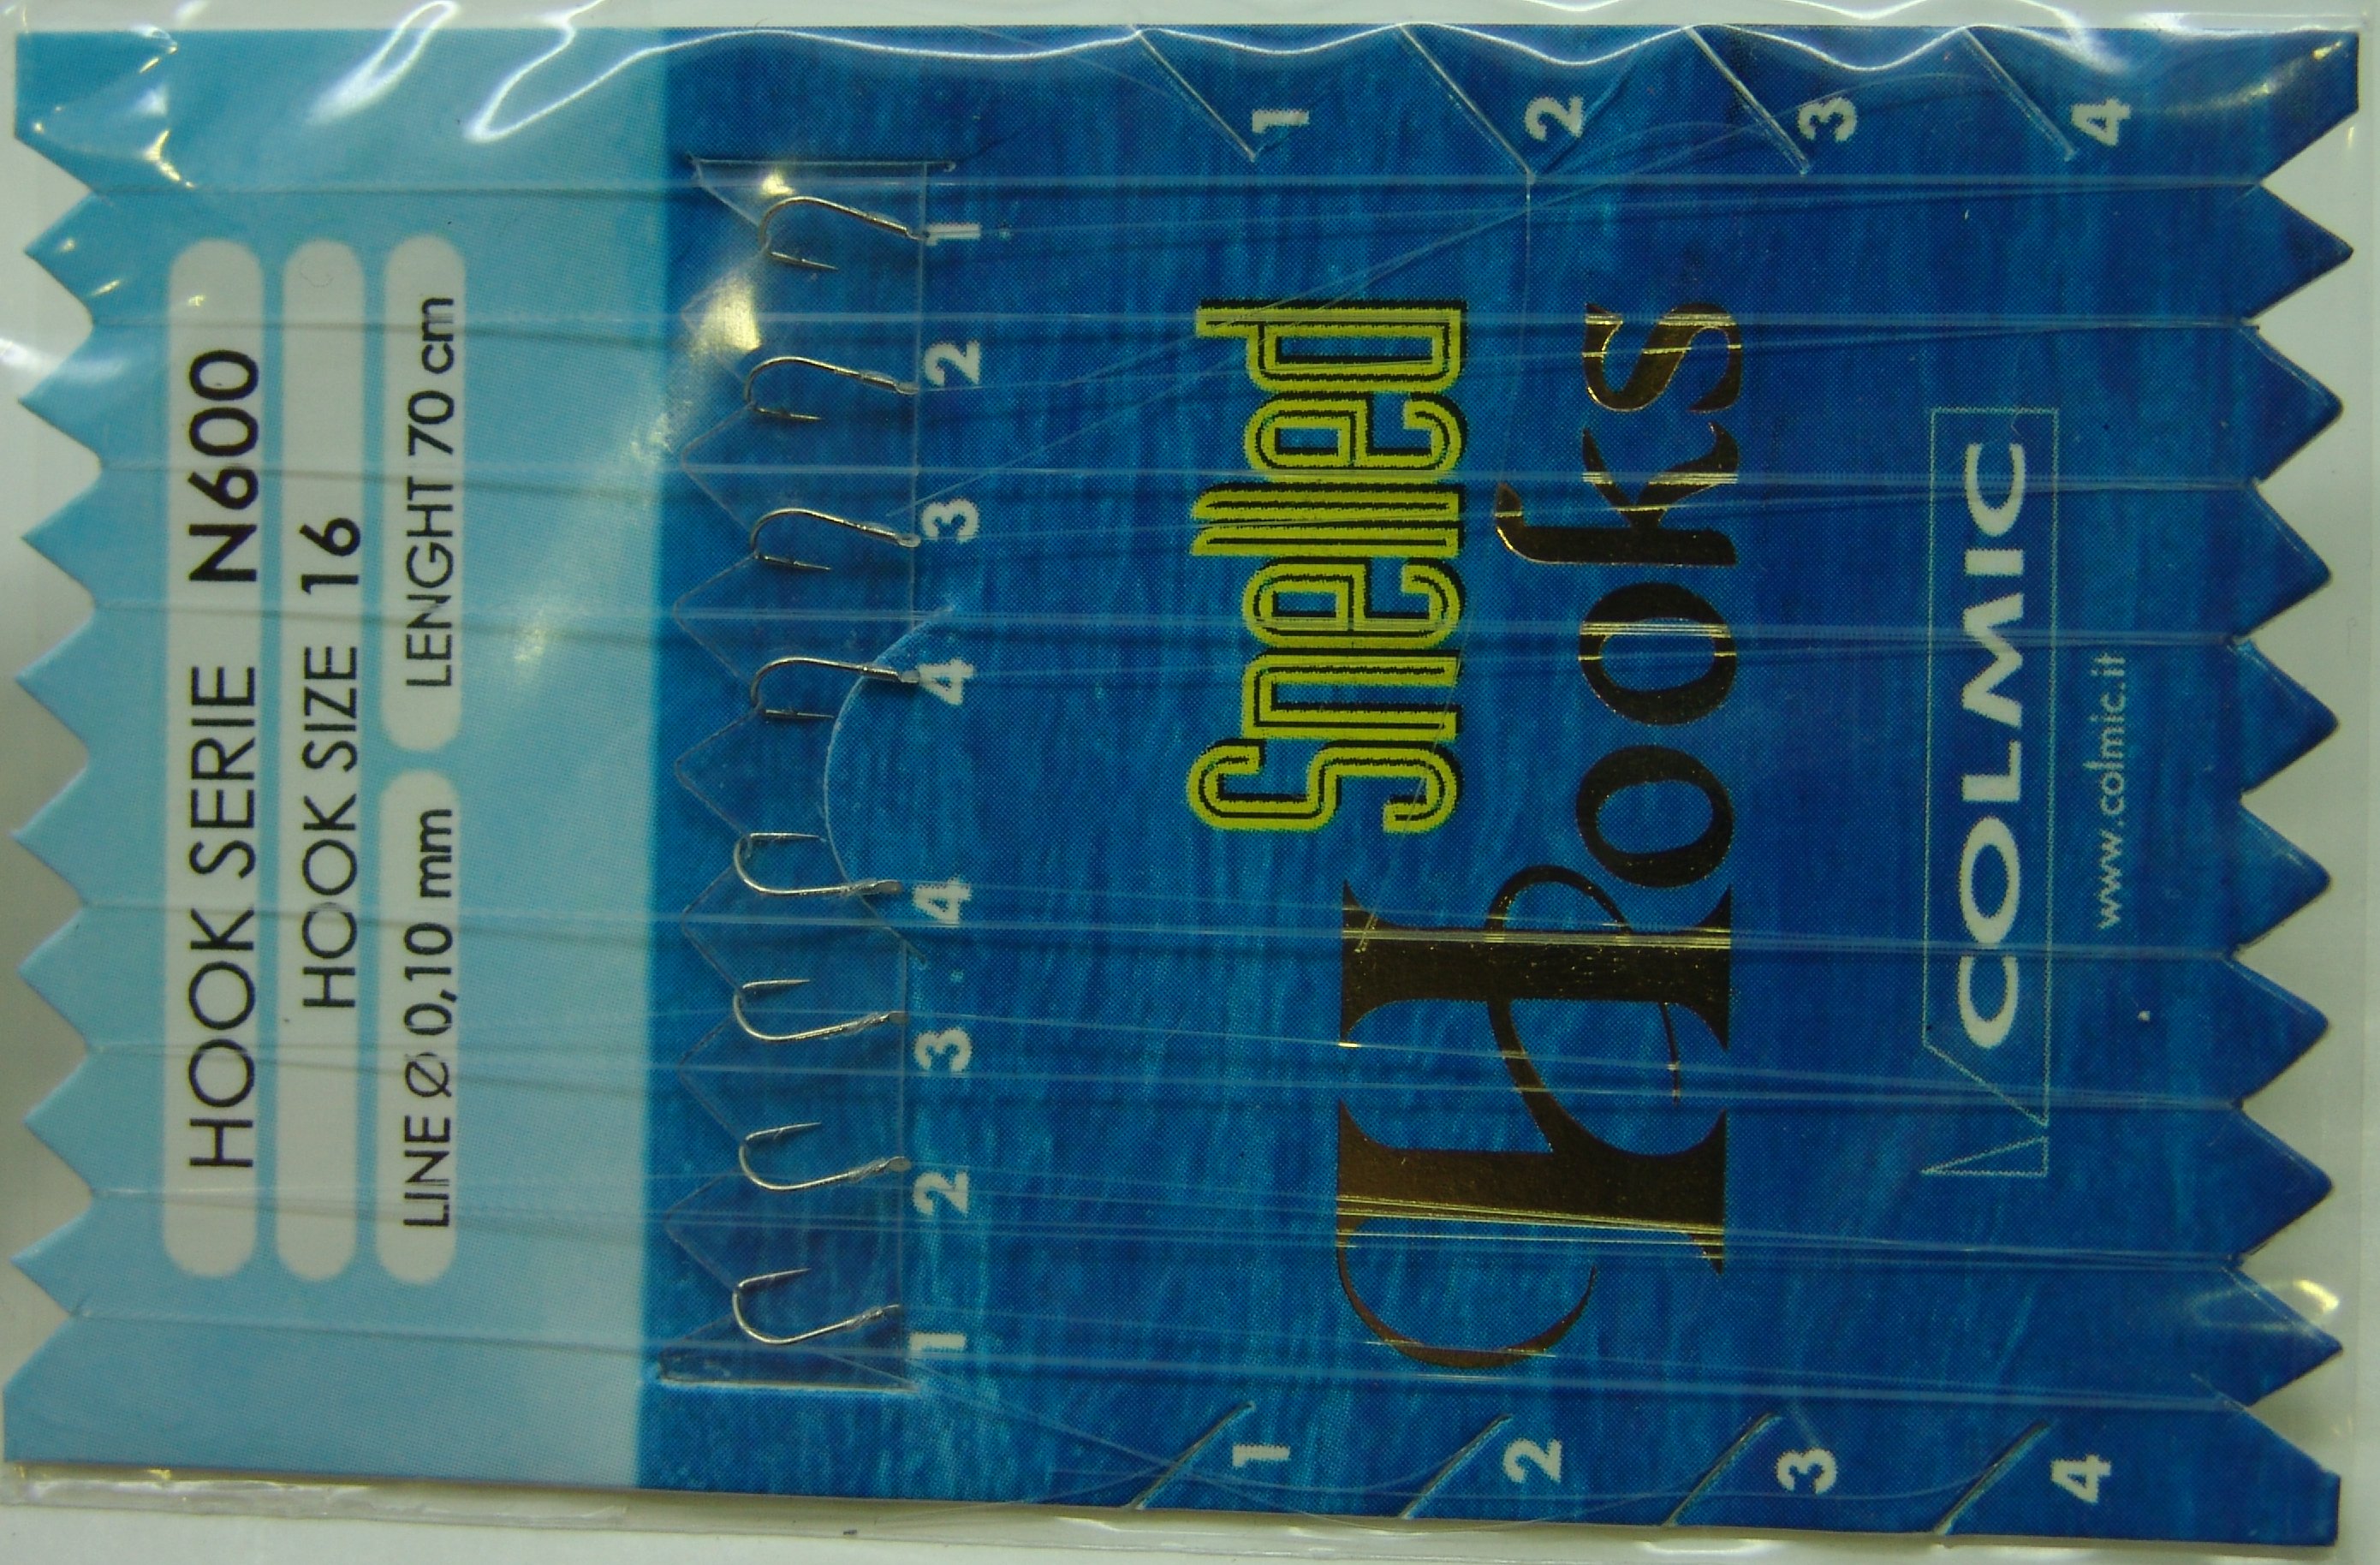 HOOK SERIE N600
HOOK SIZE 16
LINE Ø 0,10 mm LENGHT 70 cm
1 2 3 4 4 3 2 1
1 1
Snelled
2 2
Hooks
3 3
COLMIC
4 4
www.colmic.it